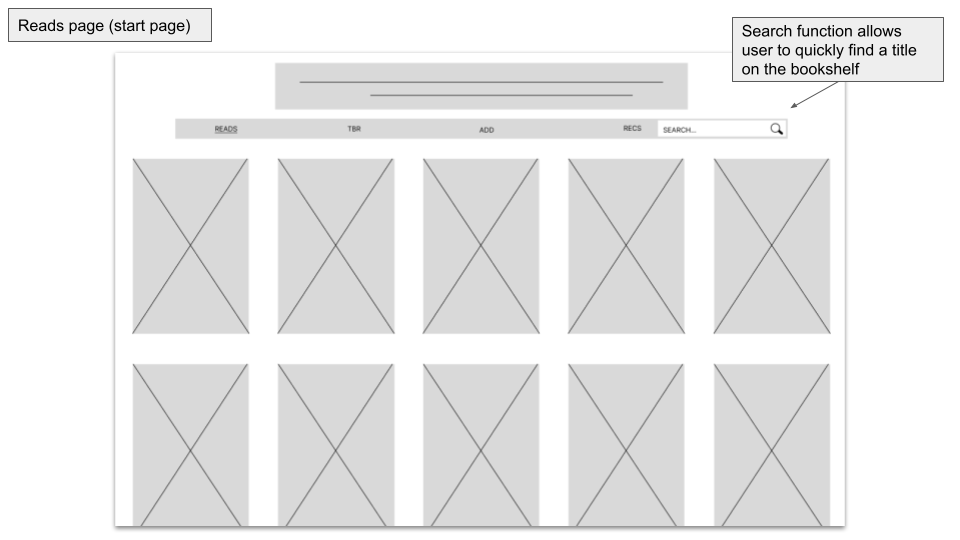 Reads page (start page)
Search function allows
user to quickly find a title
on the bookshelf
READS TBR ADD RECS SEARCH...